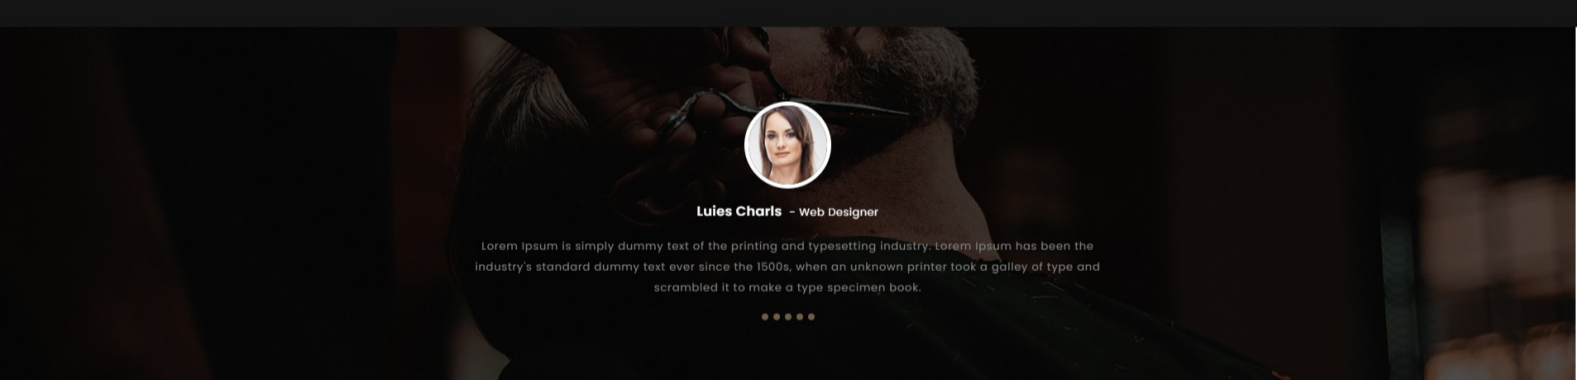 Luies Charls - Web Designer
Lorem Ipsum is simply dummy text of the printing and typesetting industry. Lorem Ipsum has been the
industry's standard dummy text ever since the 1500s, when an unknown printer took a galley of type and
scrambled it to make a type specimen book.